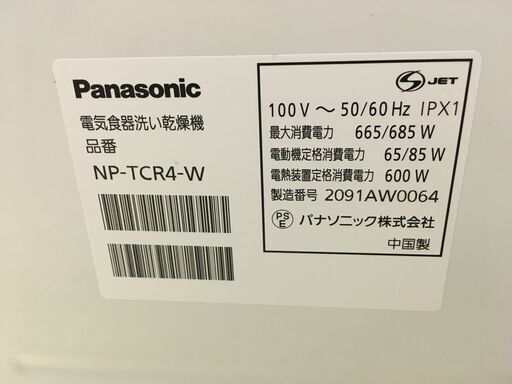 Panasonic
電気食器洗い乾燥機
品番
NP-TCR4-W
S JET
100V ～ 50/60Hz IPX1
最大消費電力 665/685W
電動機定格消費電力 65/85W
電熱装置定格消費電力 600W
製造番号 2091AW0064
PSE パナソニック株式会社
中国製